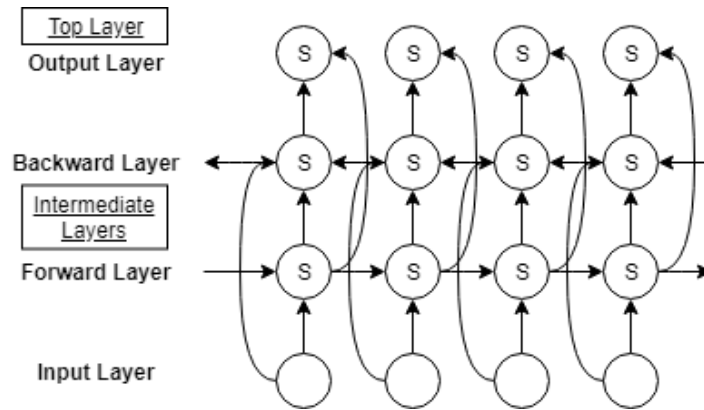 Top Layer
Output Layer
S S S S
Backward Layer
S S S S
Intermediate
Layers
Forward Layer
S S S S
Input Layer